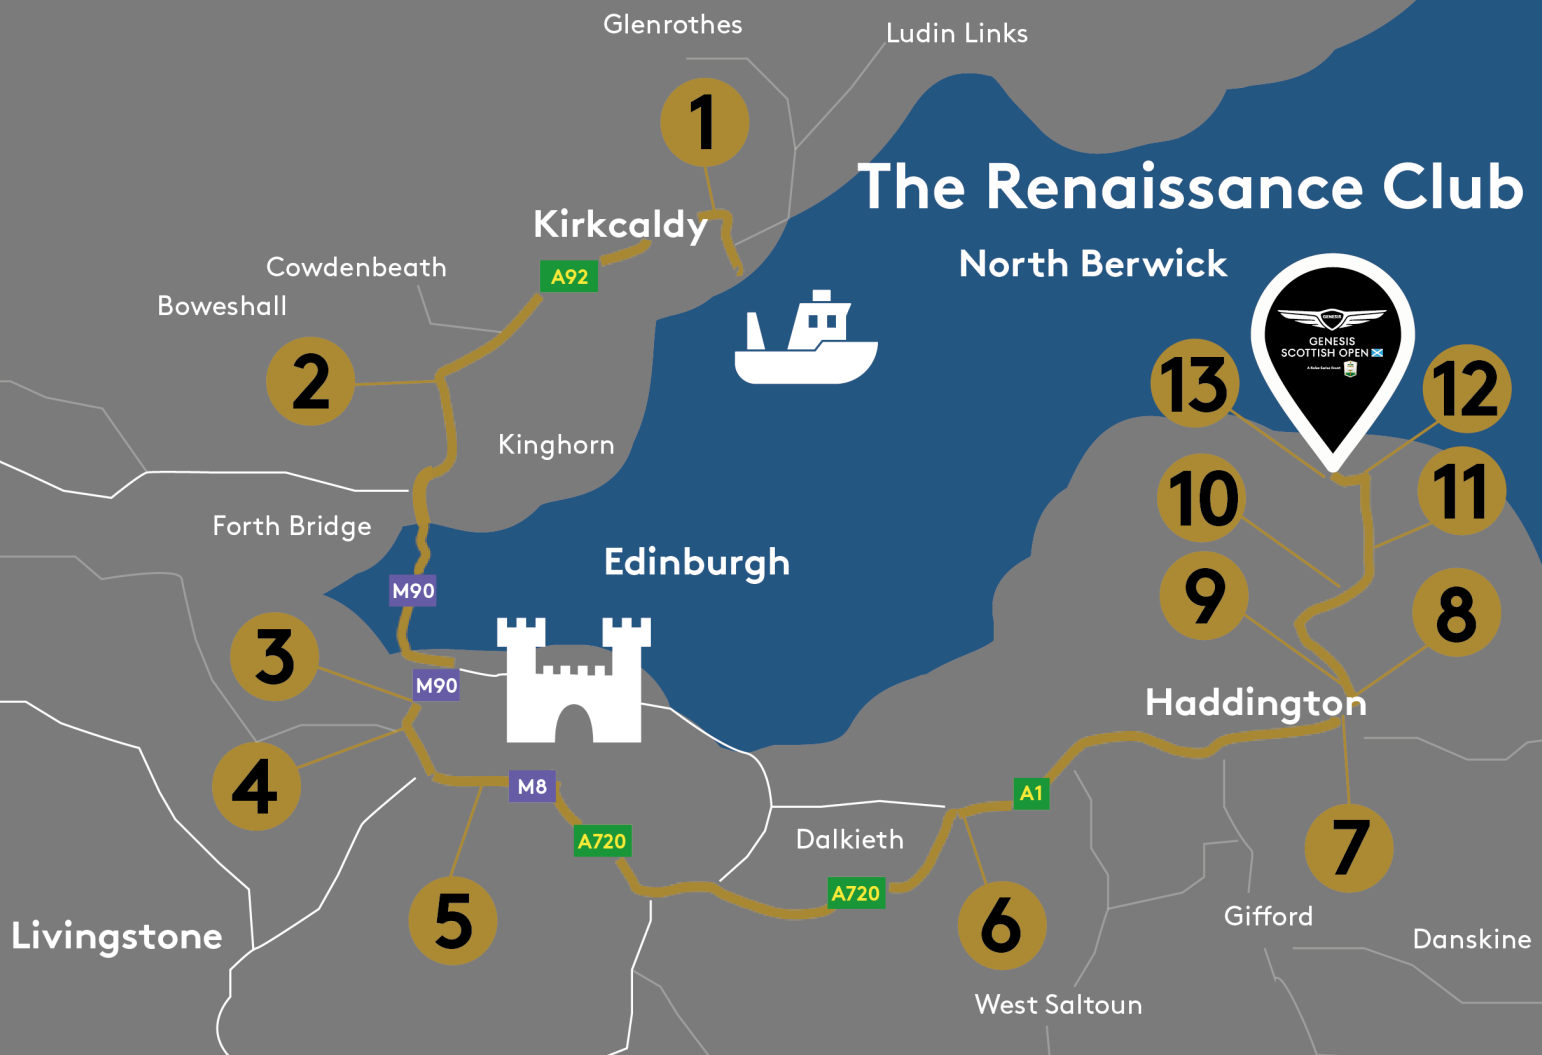 Glenrothes
Ludin Links
1
The Renaissance Club
Kirkcaldy
North Berwick
Cowdenbeath
A92
Boweshall
GENESIS
GENESIS
SCOTTISH OPEN
2
13
12
Kinghorn
10
11
Forth Bridge
Edinburgh
M90
9
8
3
M90
Haddington
4
M8
A1
A720
Dalkieth
7
A720
5
6
Gifford
Livingstone
Danskine
West Saltoun